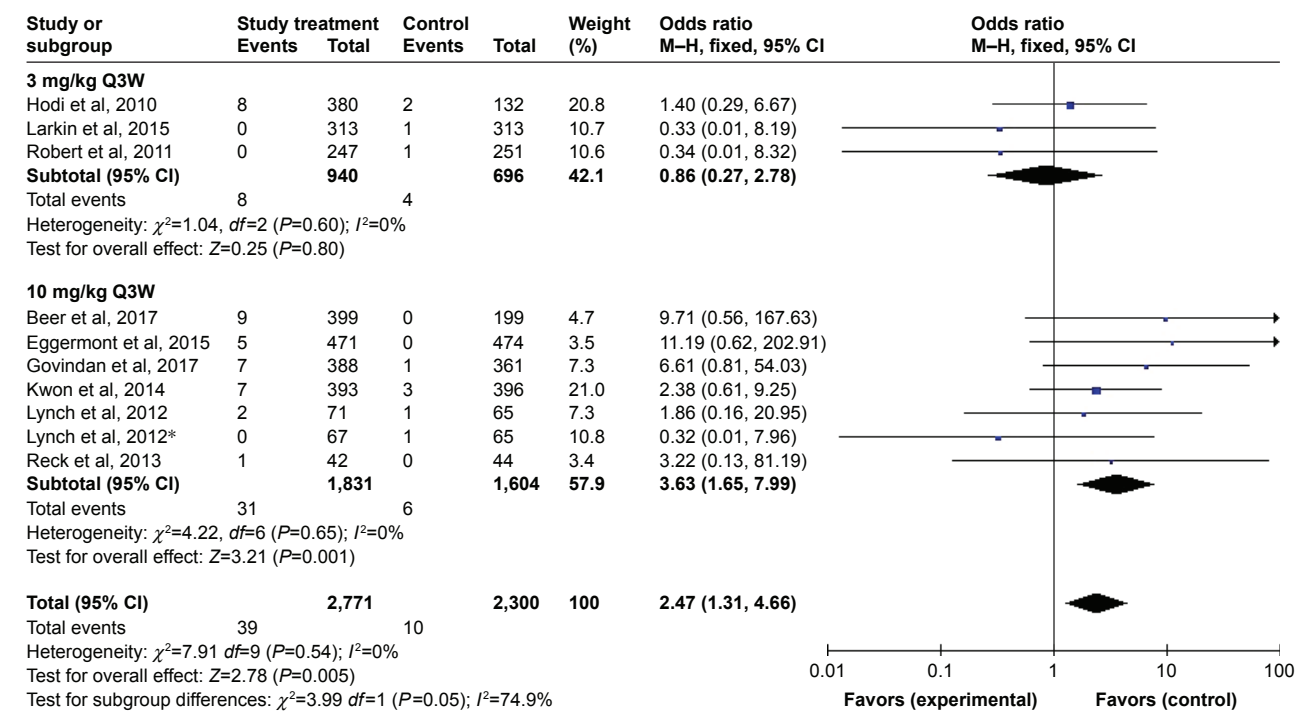 Study or Study treatment Control Weight Odds ratio Odds ratio
subgroup Events Total Events Total (%) M–H, fixed, 95% CI M–H, fixed, 95% CI
3 mg/kg Q3W
Hodi et al, 2010 8 380 2 132 20.8 1.40 (0.29, 6.67)
Larkin et al, 2015 0 313 1 313 10.7 0.33 (0.01, 8.19)
Robert et al, 2011 0 247 1 251 10.6 0.34 (0.01, 8.32)
Subtotal (95% CI) 940 696 42.1 0.86 (0.27, 2.78)
Total events 8 4
Heterogeneity: χ²=1.04, df=2 (P=0.60); I²=0%
Test for overall effect: Z=0.25 (P=0.80)
10 mg/kg Q3W
Beer et al, 2017 9 399 0 199 4.7 9.71 (0.56, 167.63)
Eggermont et al, 2015 5 471 0 474 3.5 11.19 (0.62, 202.91)
Govindan et al, 2017 7 388 1 361 7.3 6.61 (0.81, 54.03)
Kwon et al, 2014 7 393 3 396 21.0 2.38 (0.61, 9.25)
Lynch et al, 2012 2 71 1 65 7.3 1.86 (0.16, 20.95)
Lynch et al, 2012* 0 67 1 65 10.8 0.32 (0.01, 7.96)
Reck et al, 2013 1 42 0 44 3.4 3.22 (0.13, 81.19)
Subtotal (95% CI) 1,831 1,604 57.9 3.63 (1.65, 7.99)
Total events 31 6
Heterogeneity: χ²=4.22, df=6 (P=0.65); I²=0%
Test for overall effect: Z=3.21 (P=0.001)
Total (95% CI) 2,771 2,300 100 2.47 (1.31, 4.66)
Total events 39 10
Heterogeneity: χ²=7.91 df=9 (P=0.54); I²=0%
Test for overall effect: Z=2.78 (P=0.005)
Test for subgroup differences: χ²=3.99 df=1 (P=0.05); I²=74.9%
0.01 0.1 1 10 100
Favors (experimental) Favors (control)